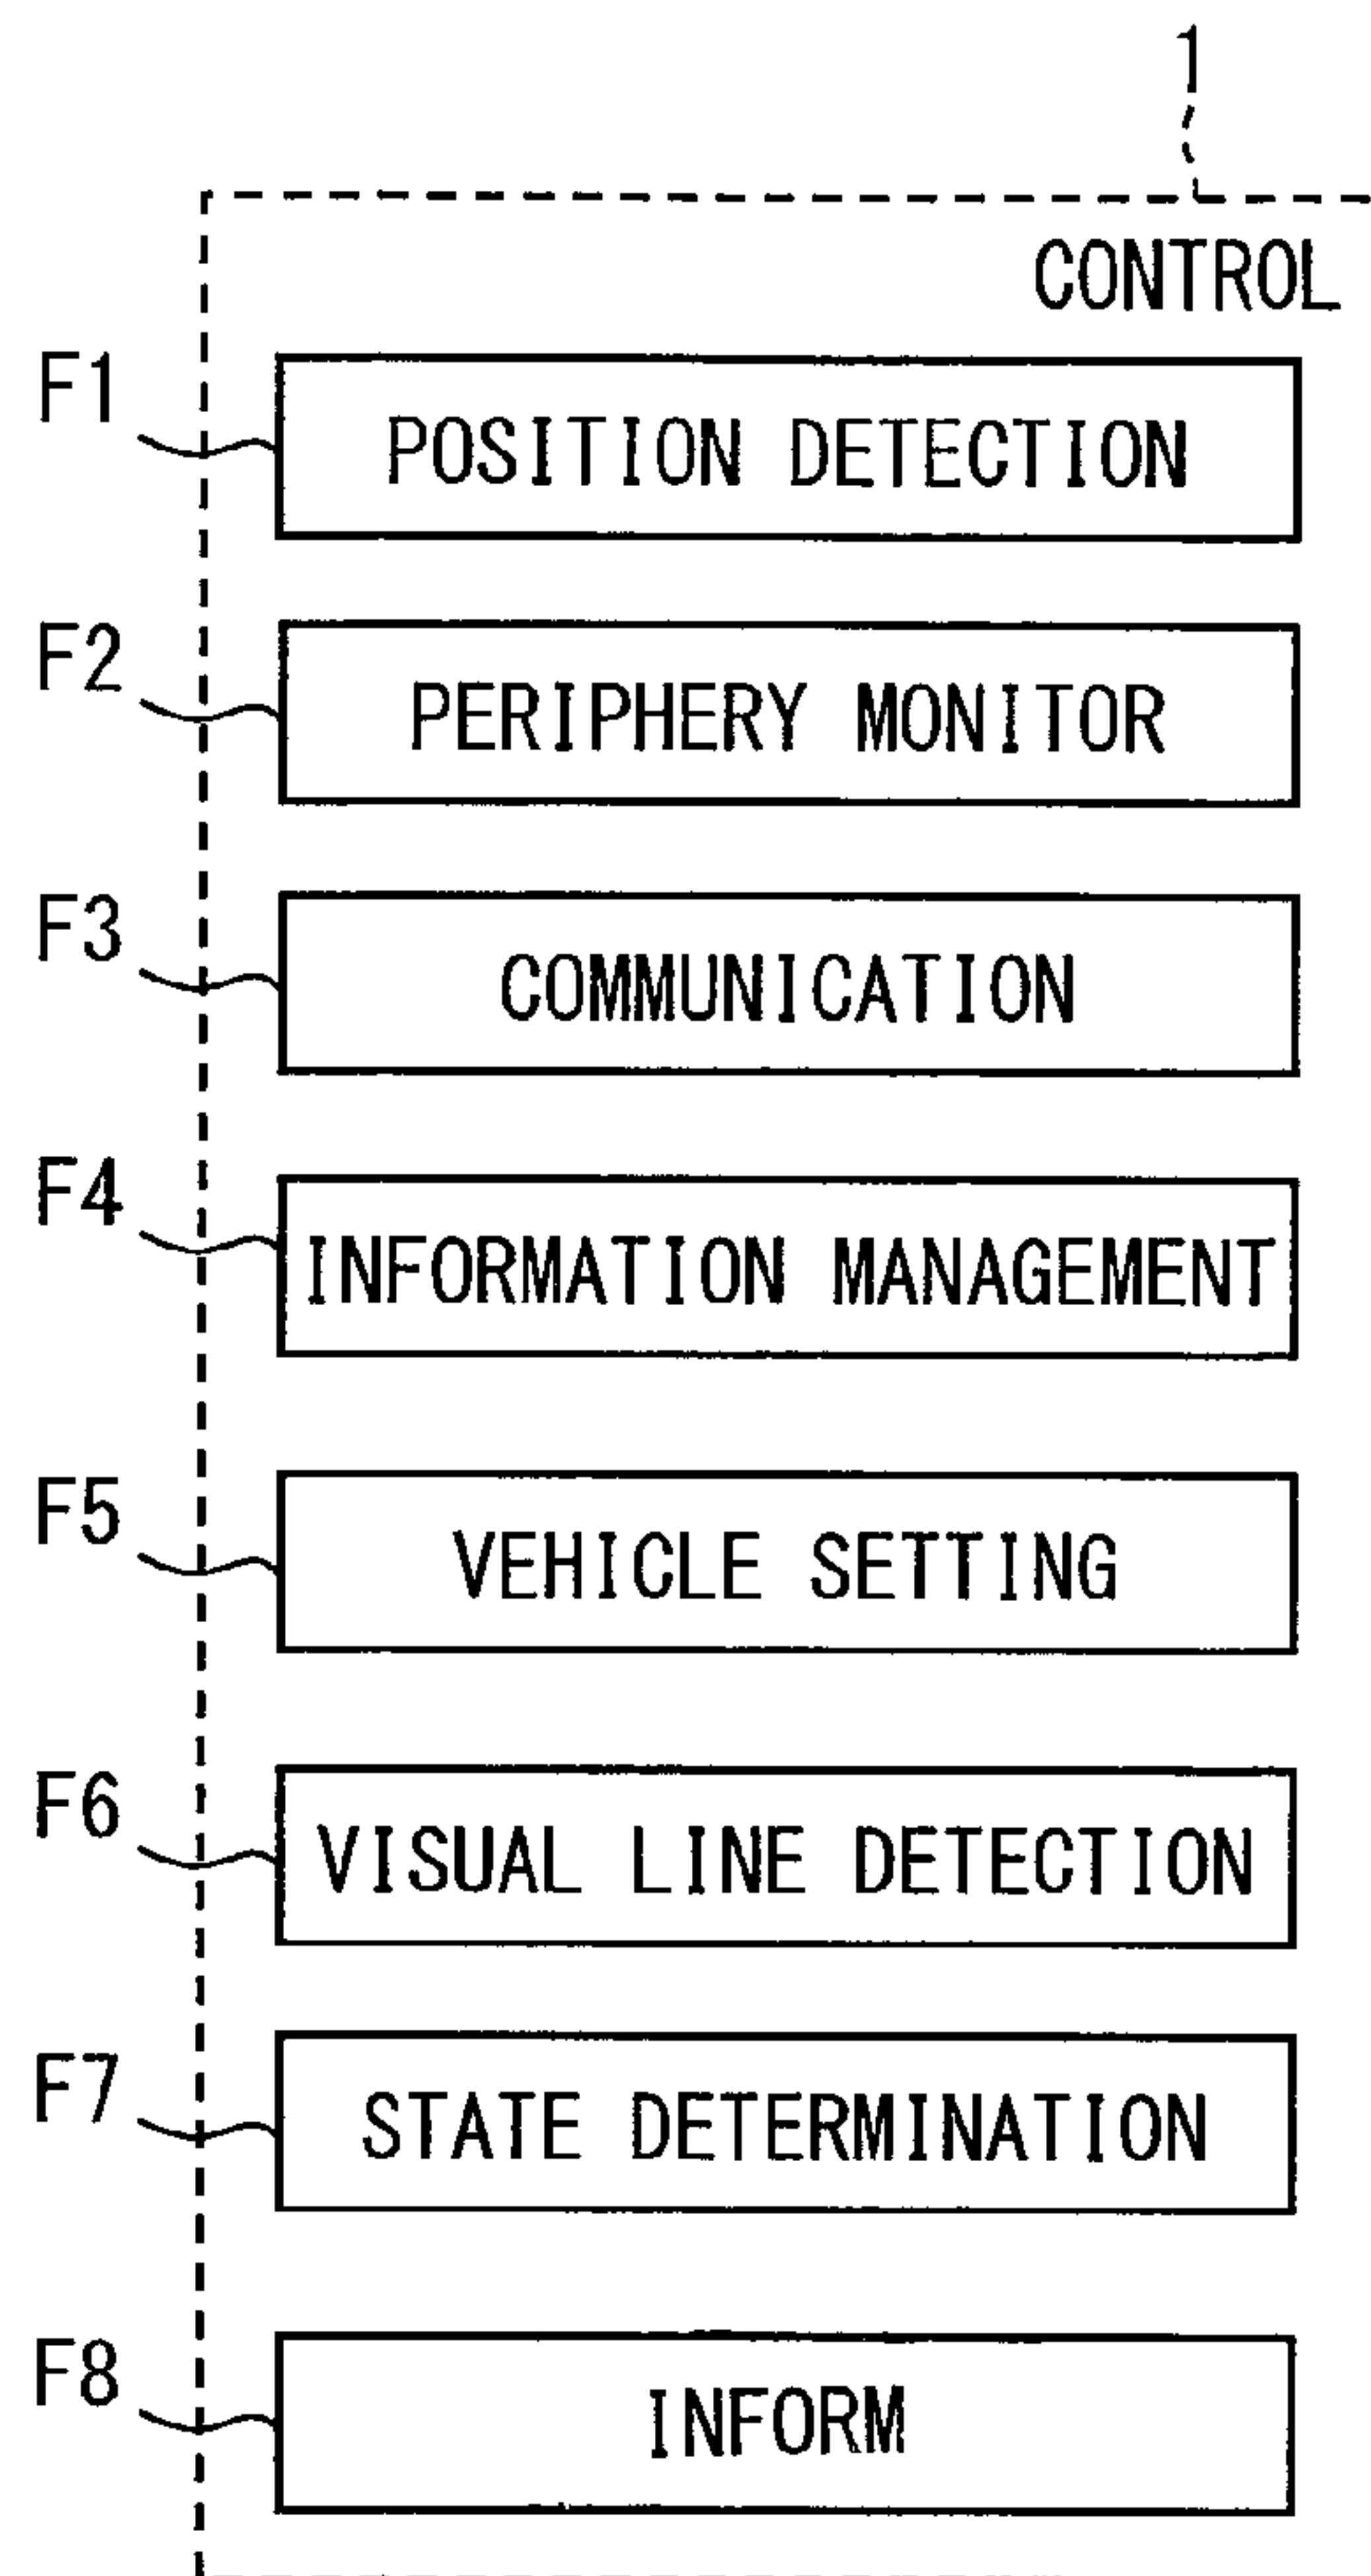 1
CONTROL
F1
POSITION DETECTION
F2
PERIPHERY MONITOR
F3
COMMUNICATION
F4
INFORMATION MANAGEMENT
F5
VEHICLE SETTING
F6
VISUAL LINE DETECTION
F7
STATE DETERMINATION
F8
INFORM